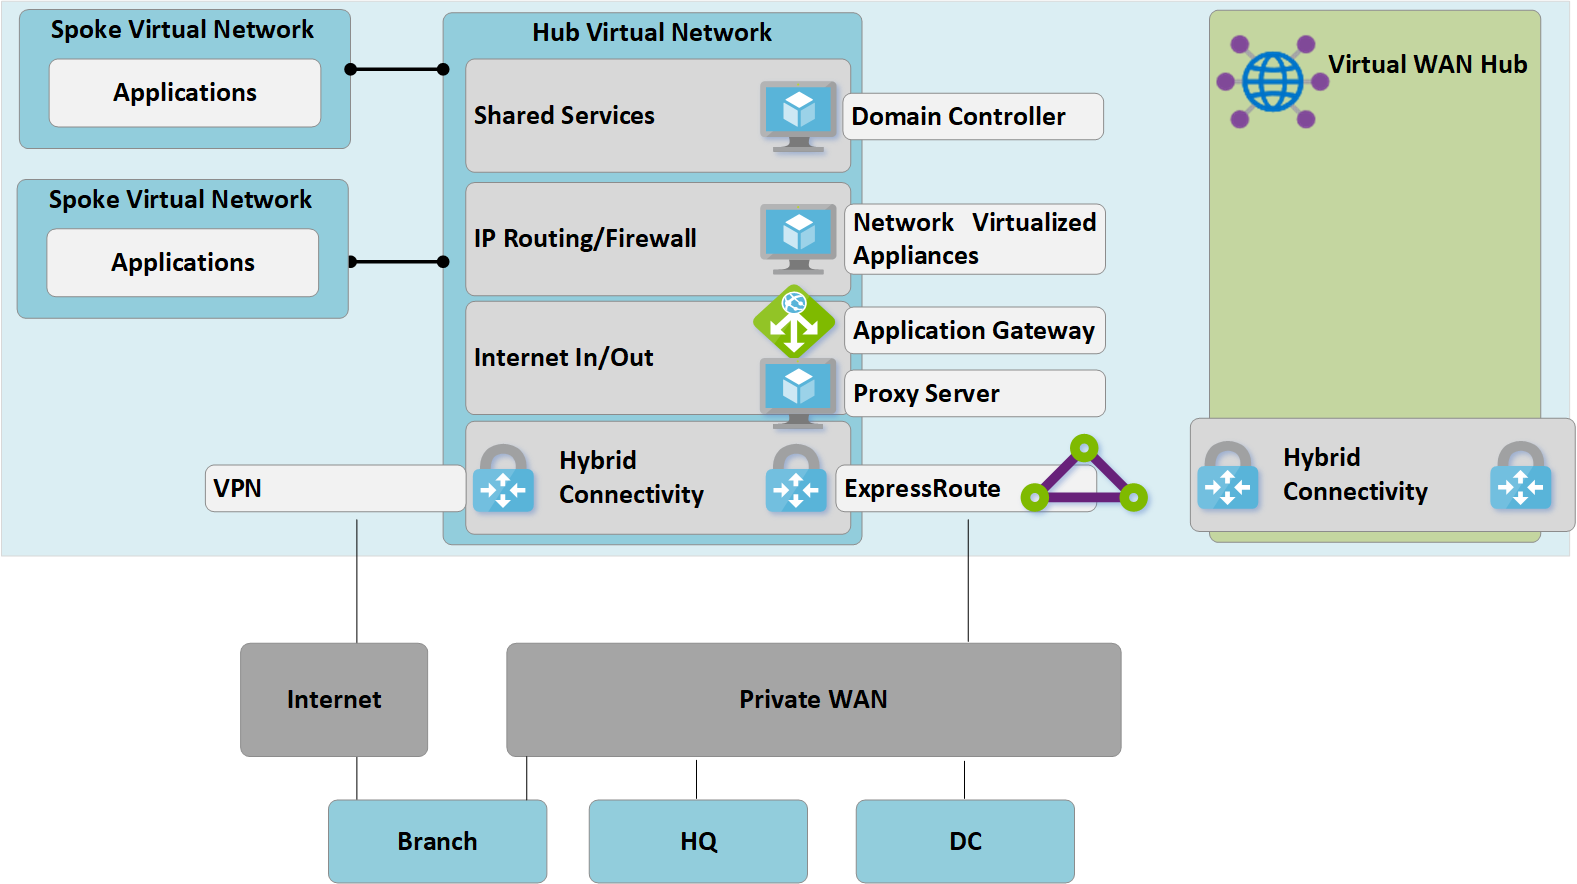 Spoke Virtual Network
Applications
Spoke Virtual Network
Applications
Hub Virtual Network
Shared Services
Domain Controller
IP Routing/Firewall
Network Virtualized
Appliances
Internet In/Out
Application Gateway
Proxy Server
VPN
Hybrid
Connectivity
ExpressRoute
Virtual WAN Hub
Hybrid
Connectivity
Internet
Private WAN
Branch
HQ
DC